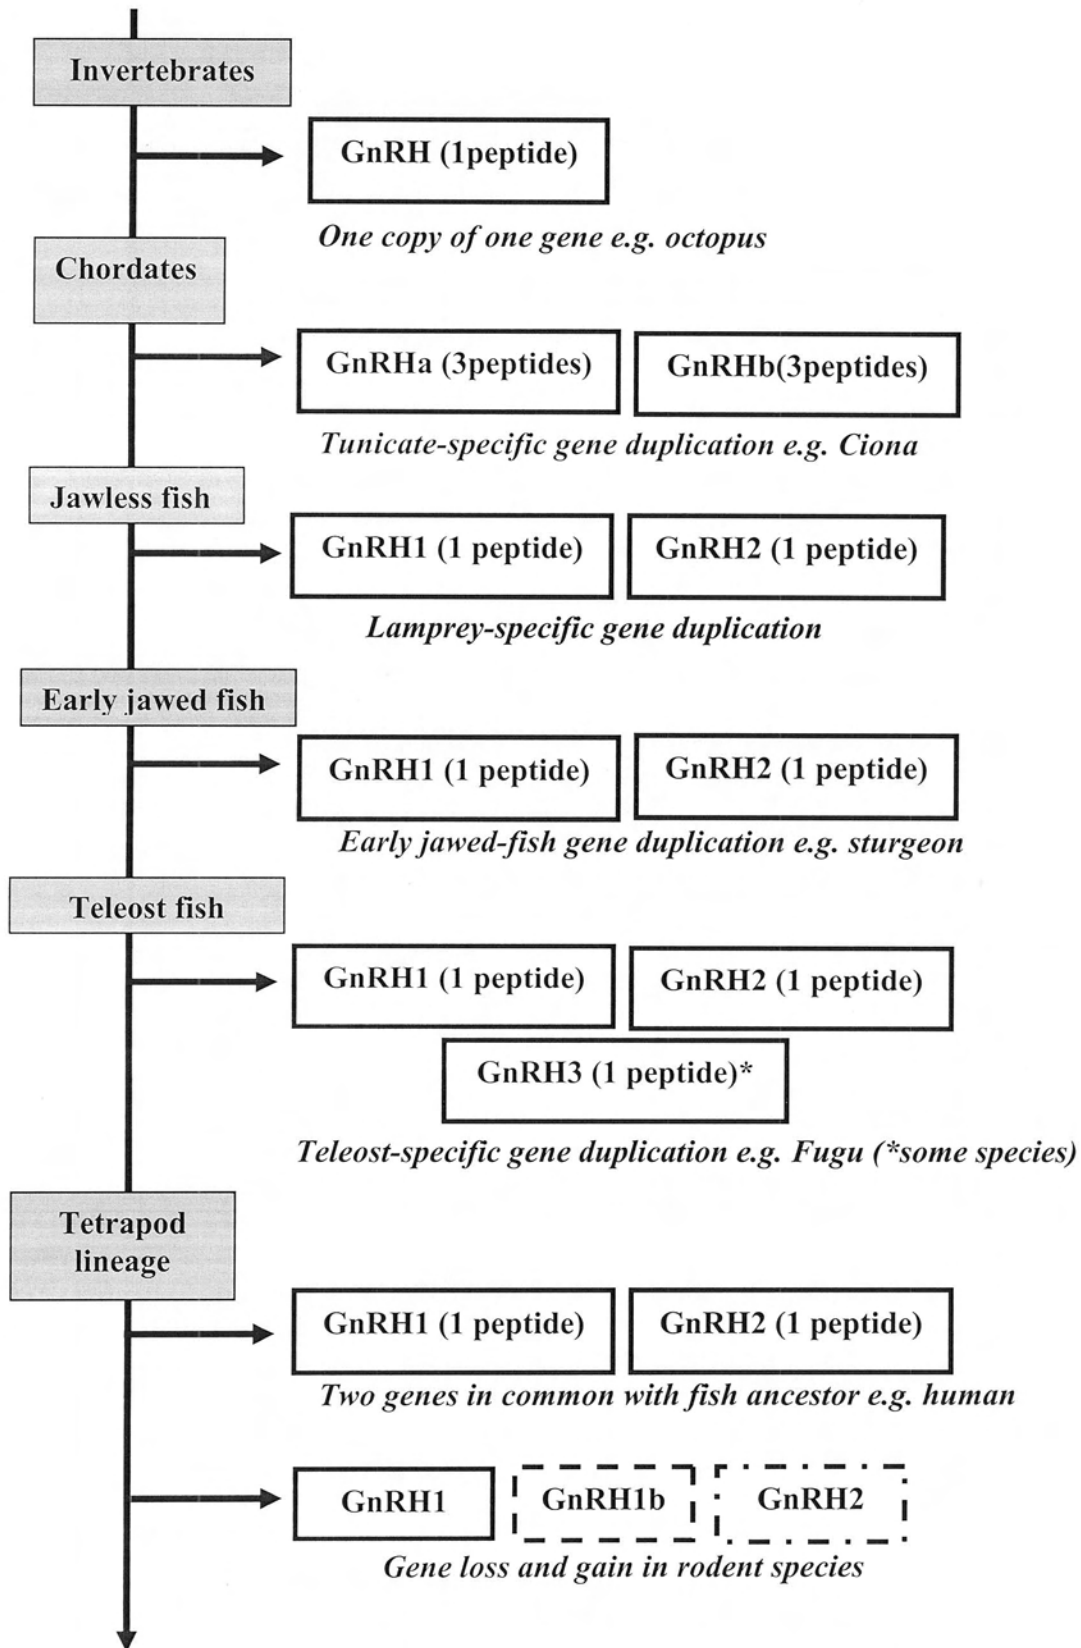 Invertebrates
GnRH (1peptide)
One copy of one gene e.g. octopus
Chordates
GnRHa (3peptides)
GnRHb(3peptides)
Tunicate-specific gene duplication e.g. Ciona
Jawless fish
GnRH1 (1 peptide)
GnRH2 (1 peptide)
Lamprey-specific gene duplication
Early jawed fish
GnRH1 (1 peptide)
GnRH2 (1 peptide)
Early jawed-fish gene duplication e.g. sturgeon
Teleost fish
GnRH1 (1 peptide)
GnRH2 (1 peptide)
GnRH3 (1 peptide)*
Teleost-specific gene duplication e.g. Fugu (*some species)
Tetrapod
lineage
GnRH1 (1 peptide)
GnRH2 (1 peptide)
Two genes in common with fish ancestor e.g. human
GnRH1
GnRH1b
GnRH2
Gene loss and gain in rodent species